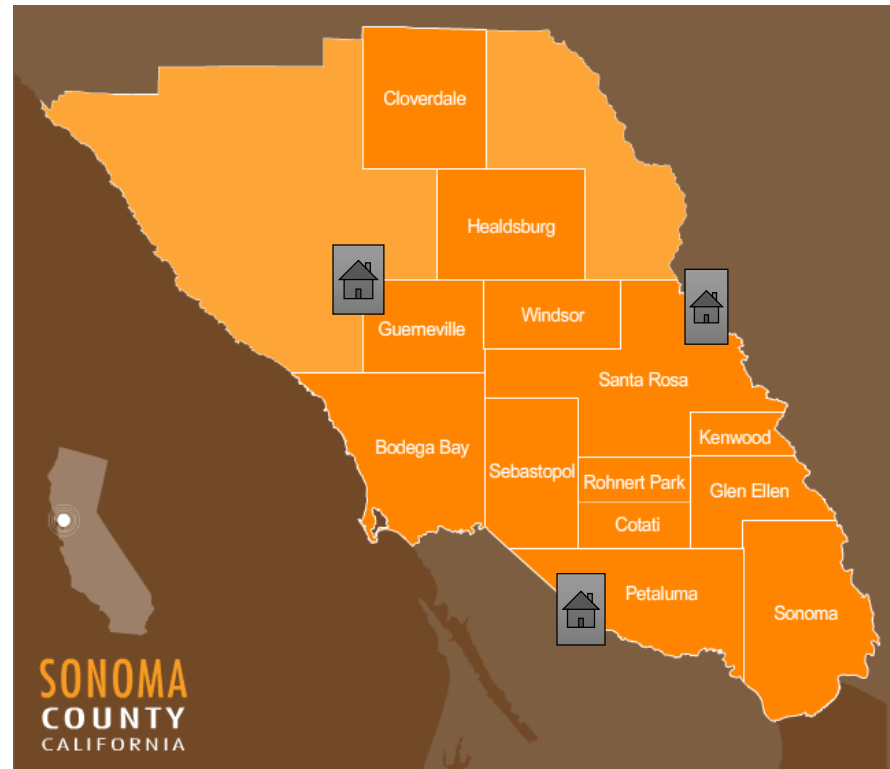 Cloverdale
Healdsburg
Windsor
Guerneville
Santa Rosa
Kenwood
Bodega Bay
Sebastopol
Rohnert Park
Glen Ellen
Cotati
Petaluma
Sonoma
SONOMA
COUNTY
CALIFORNIA